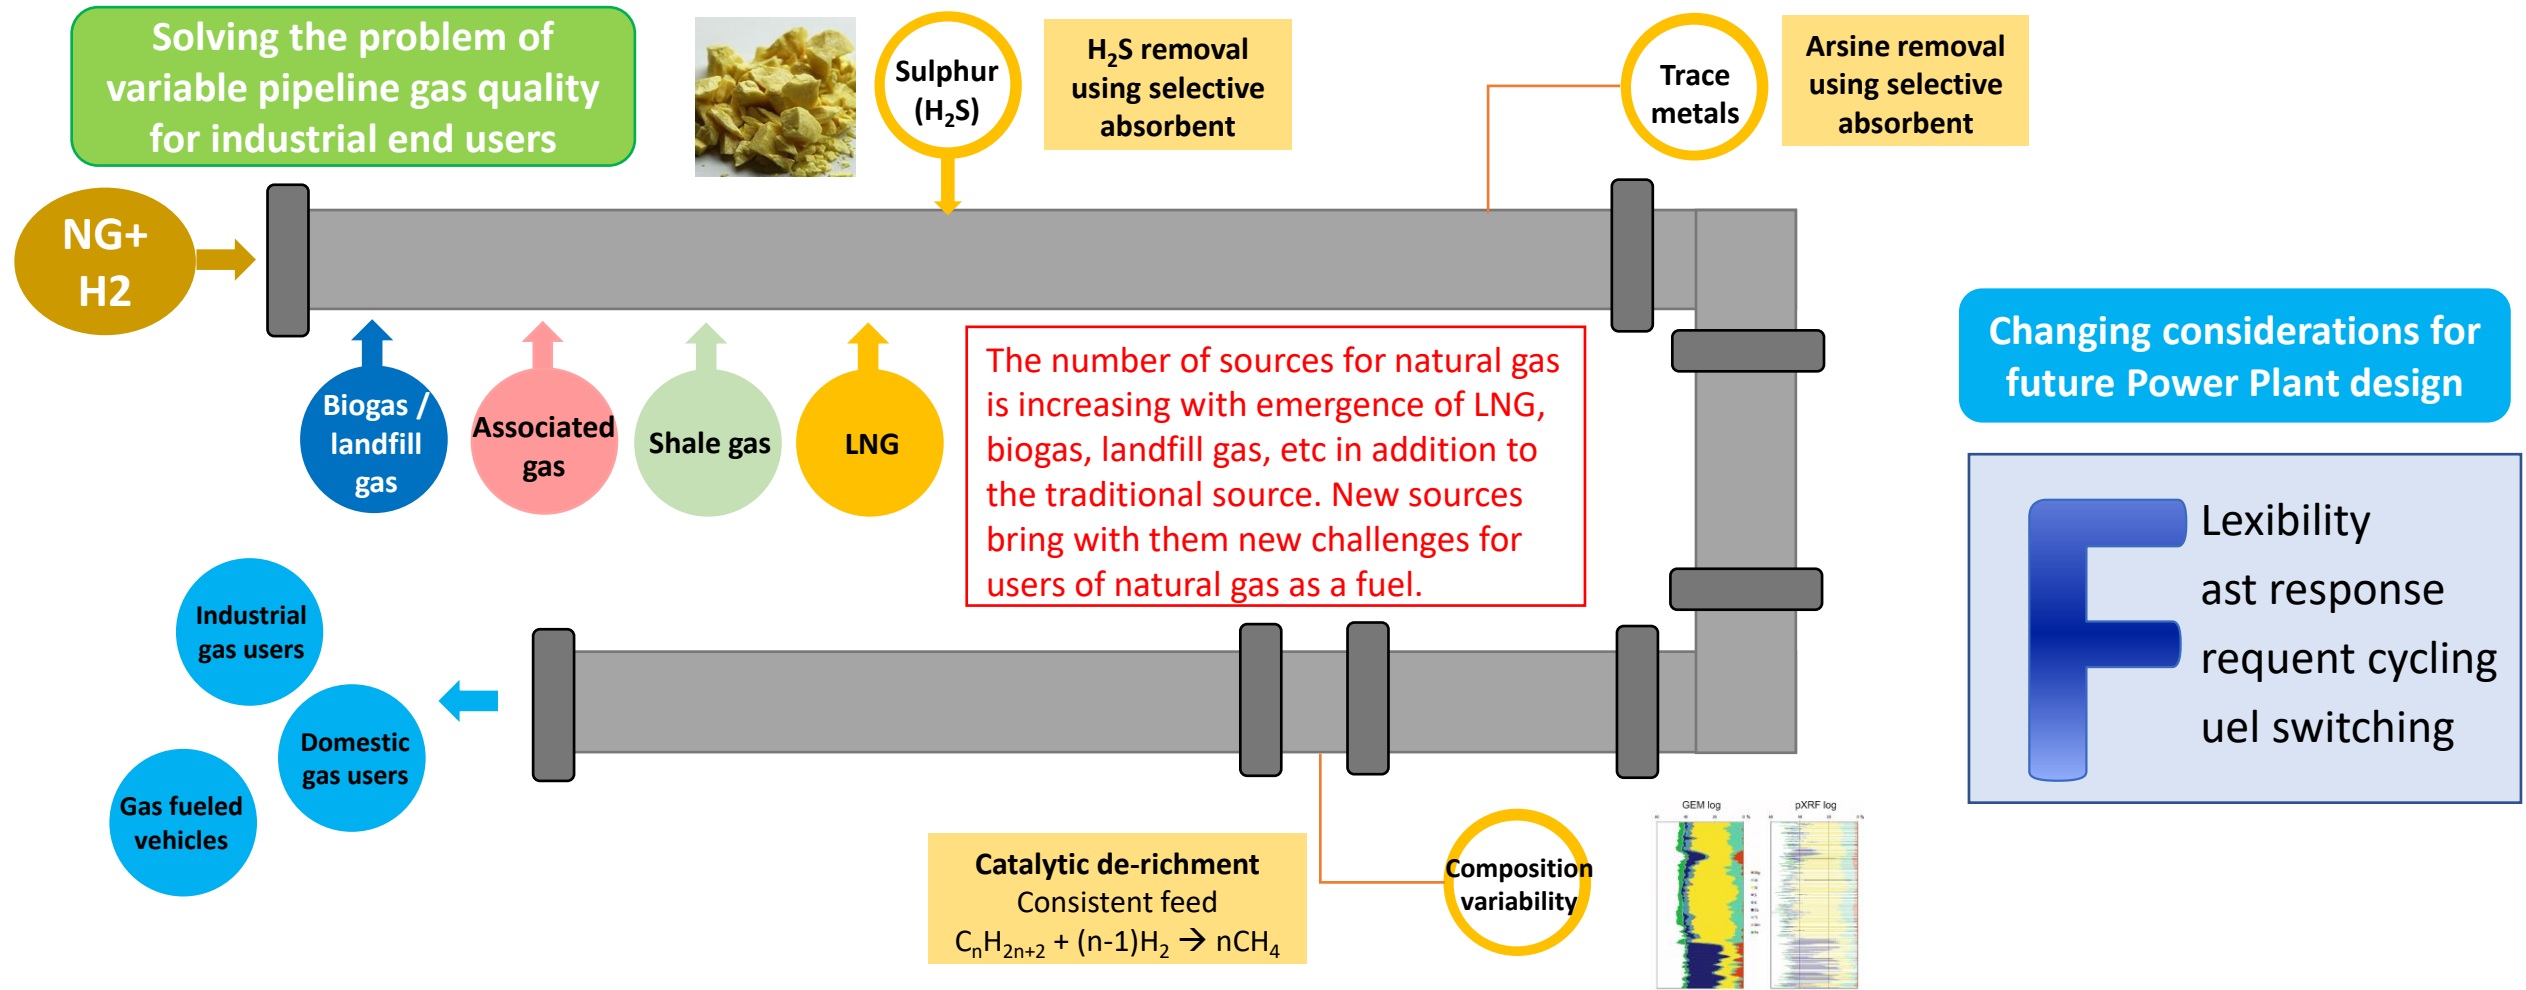 Solving the problem of
variable pipeline gas quality
for industrial end users
Sulphur
(H₂S)
H₂S removal
using selective
absorbent
Trace
metals
Arsine removal
using selective
absorbent
NG+
H2
Biogas /
landfill
gas
Associated
gas
Shale gas
LNG
The number of sources for natural gas
is increasing with emergence of LNG,
biogas, landfill gas, etc in addition to
the traditional source. New sources
bring with them new challenges for
users of natural gas as a fuel.
Changing considerations for
future Power Plant design
F
Lexibility
ast response
requent cycling
uel switching
Industrial
gas users
Domestic
gas users
Gas fueled
vehicles
Catalytic de-richment
Consistent feed
CₙH₂ₙ₊₂ + (n-1)H₂ → nCH₄
Composition
variability
GEM log
pXRF log